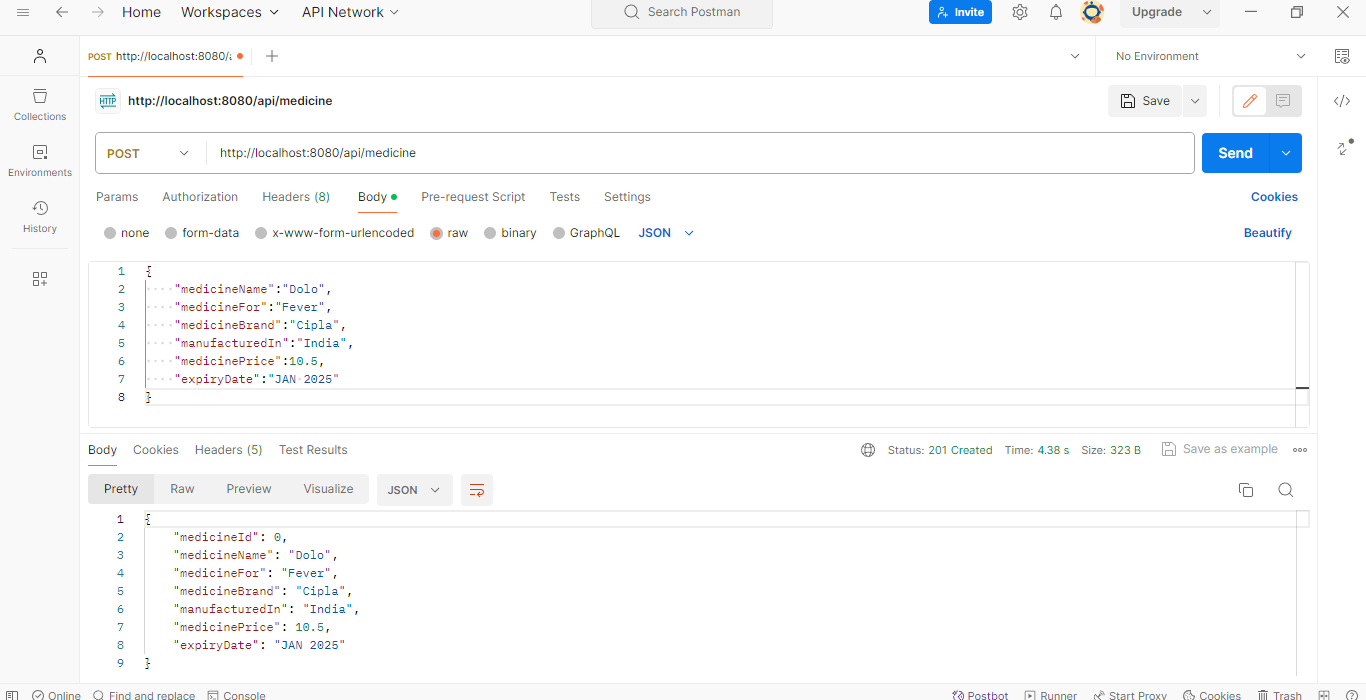 Home Workspaces API Network Search Postman Invite Upgrade
POST http://localhost:8080/a No Environment
Collections
Environments
History
HTTP http://localhost:8080/api/medicine Save
POST http://localhost:8080/api/medicine Send
Params Authorization Headers (8) Body Pre-request Script Tests Settings Cookies
none form-data x-www-form-urlencoded raw binary GraphQL JSON Beautify
1 {
2 "medicineName":"Dolo",
3 "medicineFor":"Fever",
4 "medicineBrand":"Cipla",
5 "manufacturedIn":"India",
6 "medicinePrice":10.5,
7 "expiryDate":"JAN 2025"
8 }
Body Cookies Headers (5) Test Results Status: 201 Created Time: 4.38 s Size: 323 B Save as example
Pretty Raw Preview Visualize JSON
1 {
2 "medicineId": 0,
3 "medicineName": "Dolo",
4 "medicineFor": "Fever",
5 "medicineBrand": "Cipla",
6 "manufacturedIn": "India",
7 "medicinePrice": 10.5,
8 "expiryDate": "JAN 2025"
9 }
Online Find and replace Console Postbot Runner Start Proxy Cookies Trash